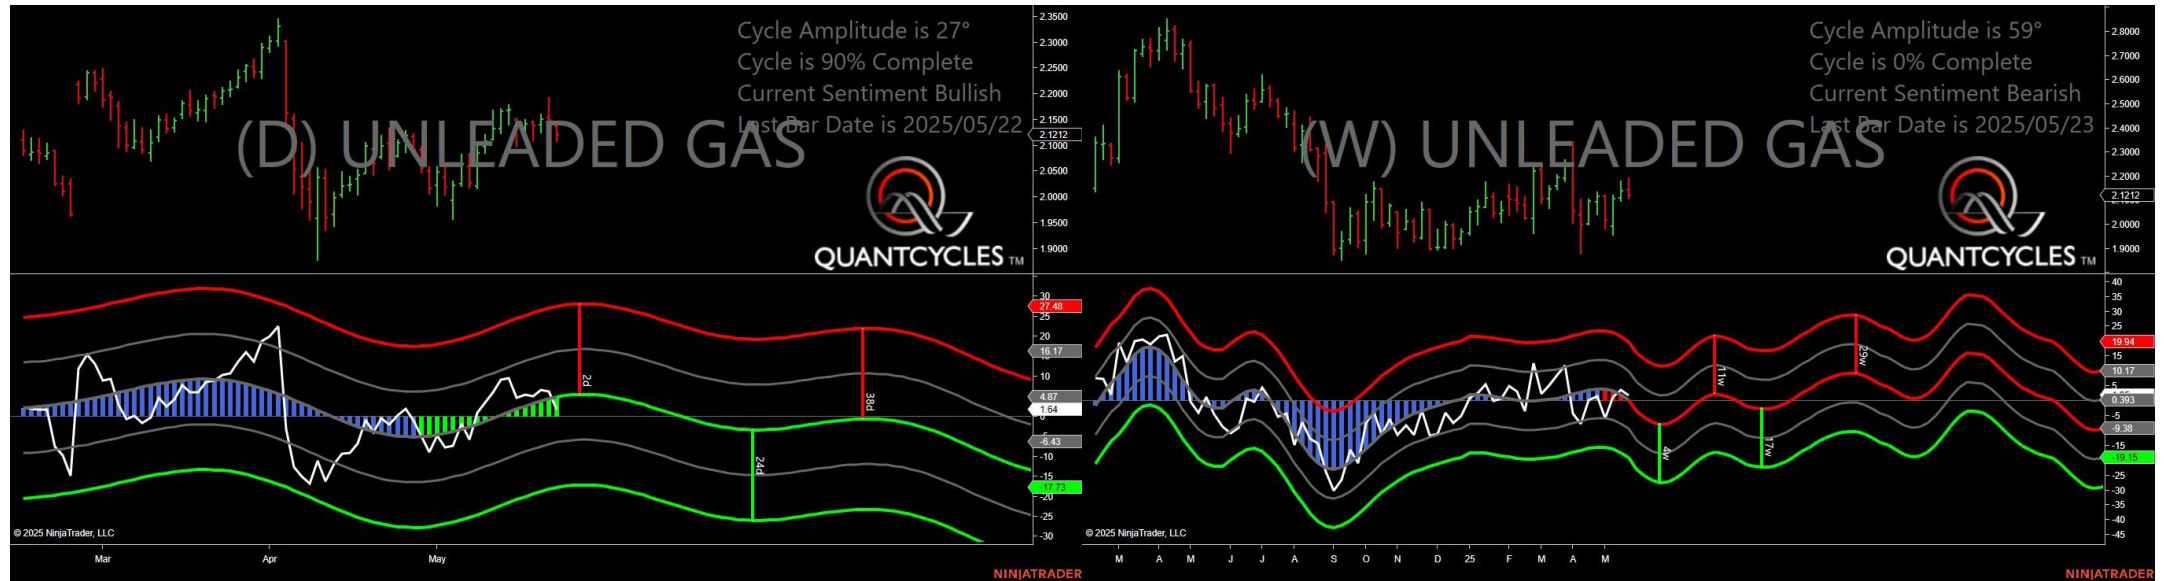 Cycle Amplitude is 27°
Cycle is 90% Complete
Current Sentiment Bullish
Last Bar Date is 2025/05/22
(D) UNLEADED GAS
QUANTCYCLES TM
2.3500
2.3000
2.2500
2.2000
2.1500
2.1212
2.1000
2.0500
2.0000
1.9500
1.9000
30
27.48
25
20
16.17
10
4.87
1.64
-6.43
-10
-15
-17.73
-20
-25
-30
2d
24d
38d
© 2025 NinjaTrader, LLC
Mar Apr May
NINJATRADER
Cycle Amplitude is 59°
Cycle is 0% Complete
Current Sentiment Bearish
Last Bar Date is 2025/05/23
(W) UNLEADED GAS
QUANTCYCLES TM
2.8000
2.7000
2.6000
2.5000
2.4000
2.3000
2.2000
2.1212
2.0000
1.9000
40
35
30
25
19.94
15
10.17
5
0.393
-5
-9.38
-15
-19.15
-25
-30
-35
-40
-45
4w
11w
17w
29w
© 2025 NinjaTrader, LLC
M A M J J A S O N D 25 F M A M
NINJATRADER